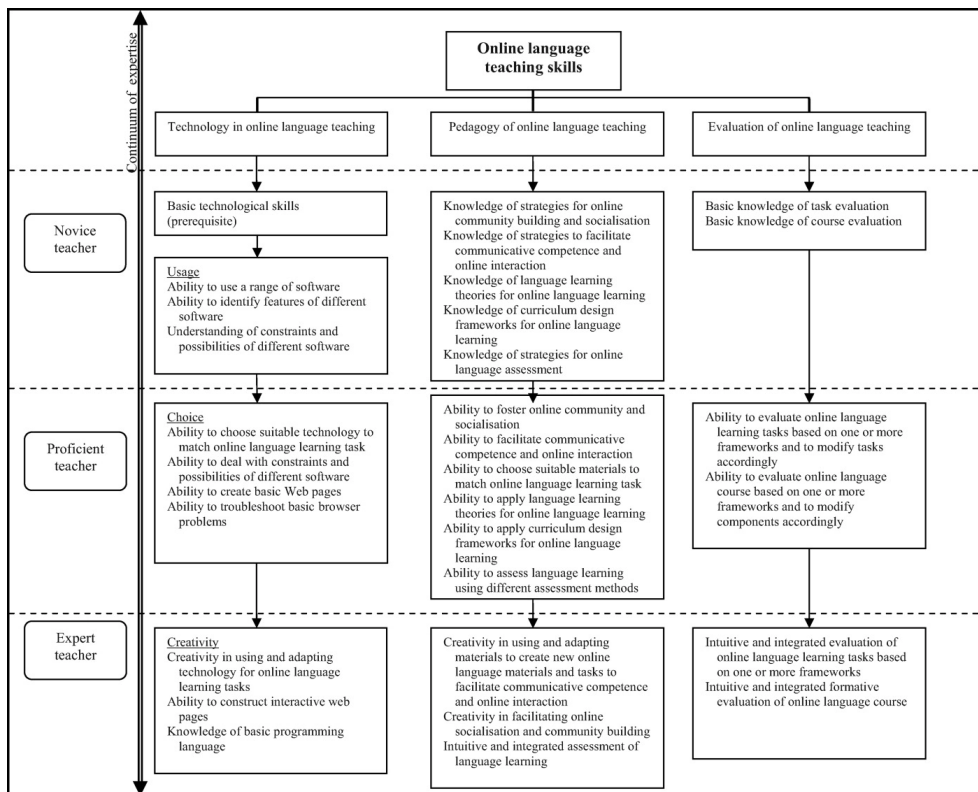 Continuum of expertise
Online language
teaching skills
Technology in online language teaching
Pedagogy of online language teaching
Evaluation of online language teaching
Novice
teacher
Basic technological skills
(prerequisite)
Usage
Ability to use a range of software
Ability to identify features of different
software
Understanding of constraints and
possibilities of different software
Knowledge of strategies for online
community building and socialisation
Knowledge of strategies to facilitate
communicative competence and
online interaction
Knowledge of language learning
theories for online language learning
Knowledge of curriculum design
frameworks for online language
learning
Knowledge of strategies for online
language assessment
Basic knowledge of task evaluation
Basic knowledge of course evaluation
Proficient
teacher
Choice
Ability to choose suitable technology to
match online language learning task
Ability to deal with constraints and
possibilities of different software
Ability to create basic Web pages
Ability to troubleshoot basic browser
problems
Ability to foster online community and
socialisation
Ability to facilitate communicative
competence and online interaction
Ability to choose suitable materials to
match online language learning task
Ability to apply language learning
theories for online language learning
Ability to apply curriculum design
frameworks for online language
learning
Ability to assess language learning
using different assessment methods
Ability to evaluate online language
learning tasks based on one or more
frameworks and to modify tasks
accordingly
Ability to evaluate online language
course based on one or more
frameworks and to modify
components accordingly
Expert
teacher
Creativity
Creativity in using and adapting
technology for online language
learning tasks
Ability to construct interactive web
pages
Knowledge of basic programming
language
Creativity in using and adapting
materials to create new online
language materials and tasks to
facilitate communicative competence
and online interaction
Creativity in facilitating online
socialisation and community building
Intuitive and integrated assessment of
language learning
Intuitive and integrated evaluation of
online language learning tasks based
on one or more frameworks
Intuitive and integrated formative
evaluation of online language course